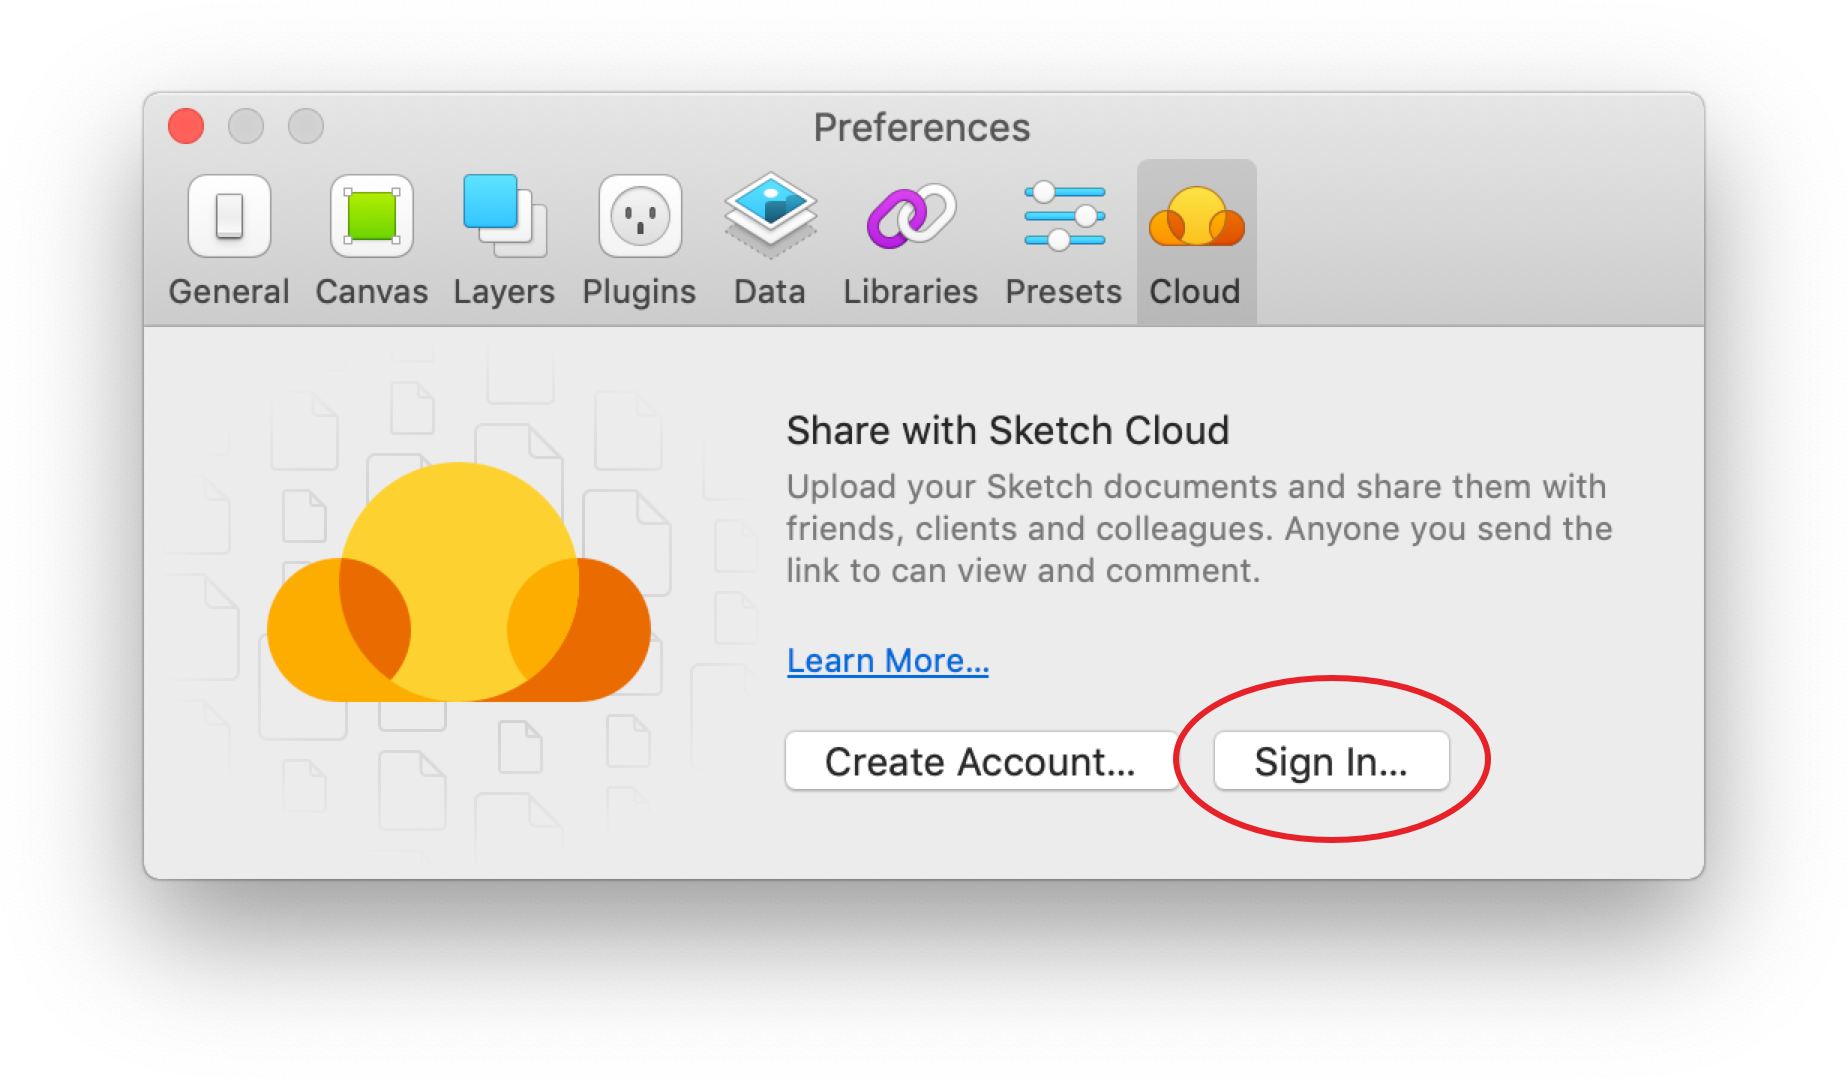 Preferences
General Canvas Layers Plugins Data Libraries Presets Cloud
Share with Sketch Cloud
Upload your Sketch documents and share them with
friends, clients and colleagues. Anyone you send the
link to can view and comment.
Learn More...
Create Account... Sign In...